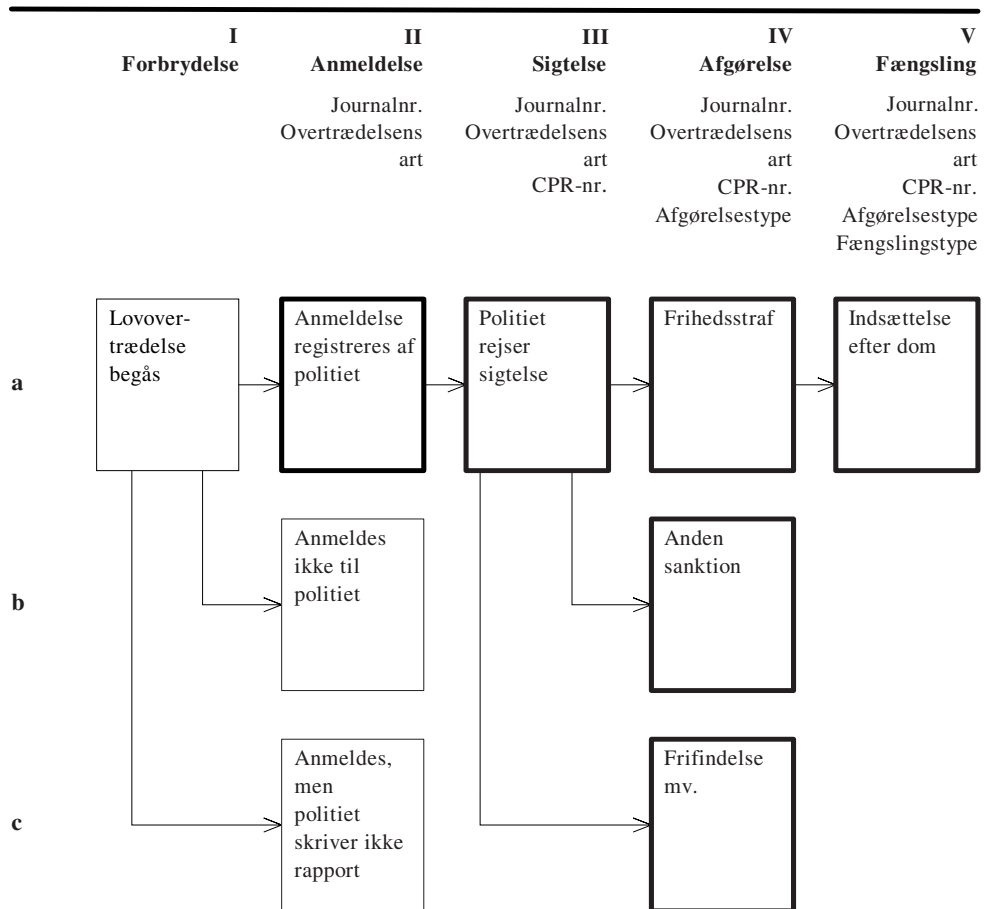 I
Forbrydelse
II
Anmeldelse
Journalnr.
Overtrædelsens
art
III
Sigtelse
Journalnr.
Overtrædelsens
art
CPR-nr.
IV
Afgørelse
Journalnr.
Overtrædelsens
art
CPR-nr.
Afgørelsestype
V
Fængsling
Journalnr.
Overtrædelsens
art
CPR-nr.
Afgørelsestype
Fængslingstype
a
Lovover-
trædelse
begås
Anmeldelse
registreres af
politiet
Politiet
rejser
sigtelse
Frihedsstraf
Indsættelse
efter dom
b
Anmeldes
ikke til
politiet
Anden
sanktion
c
Anmeldes,
men
politiet
skriver ikke
rapport
Frifindelse
mv.